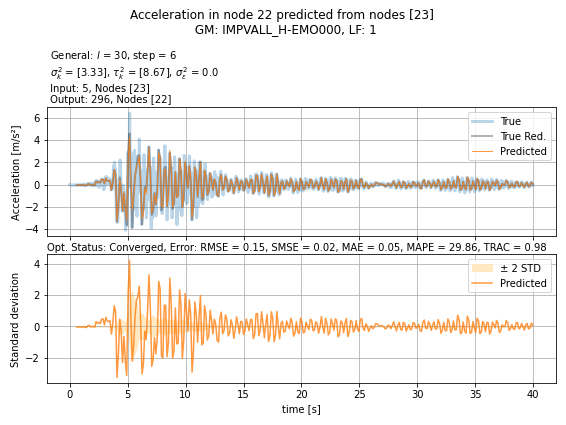 Acceleration in node 22 predicted from nodes [23]
GM: IMPVALL_H-EMO000, LF: 1
General: l = 30, step = 6
σ²ₖ = [3.33], τ²ₖ = [8.67], σ²ε = 0.0
Input: 5, Nodes [23]
Output: 296, Nodes [22]
Acceleration [m/s²]
6
4
2
0
−2
−4
True
True Red.
Predicted
Opt. Status: Converged, Error: RMSE = 0.15, SMSE = 0.02, MAE = 0.05, MAPE = 29.86, TRAC = 0.98
Standard deviation
4
2
0
−2
± 2 STD
Predicted
0 5 10 15 20 25 30 35 40
time [s]